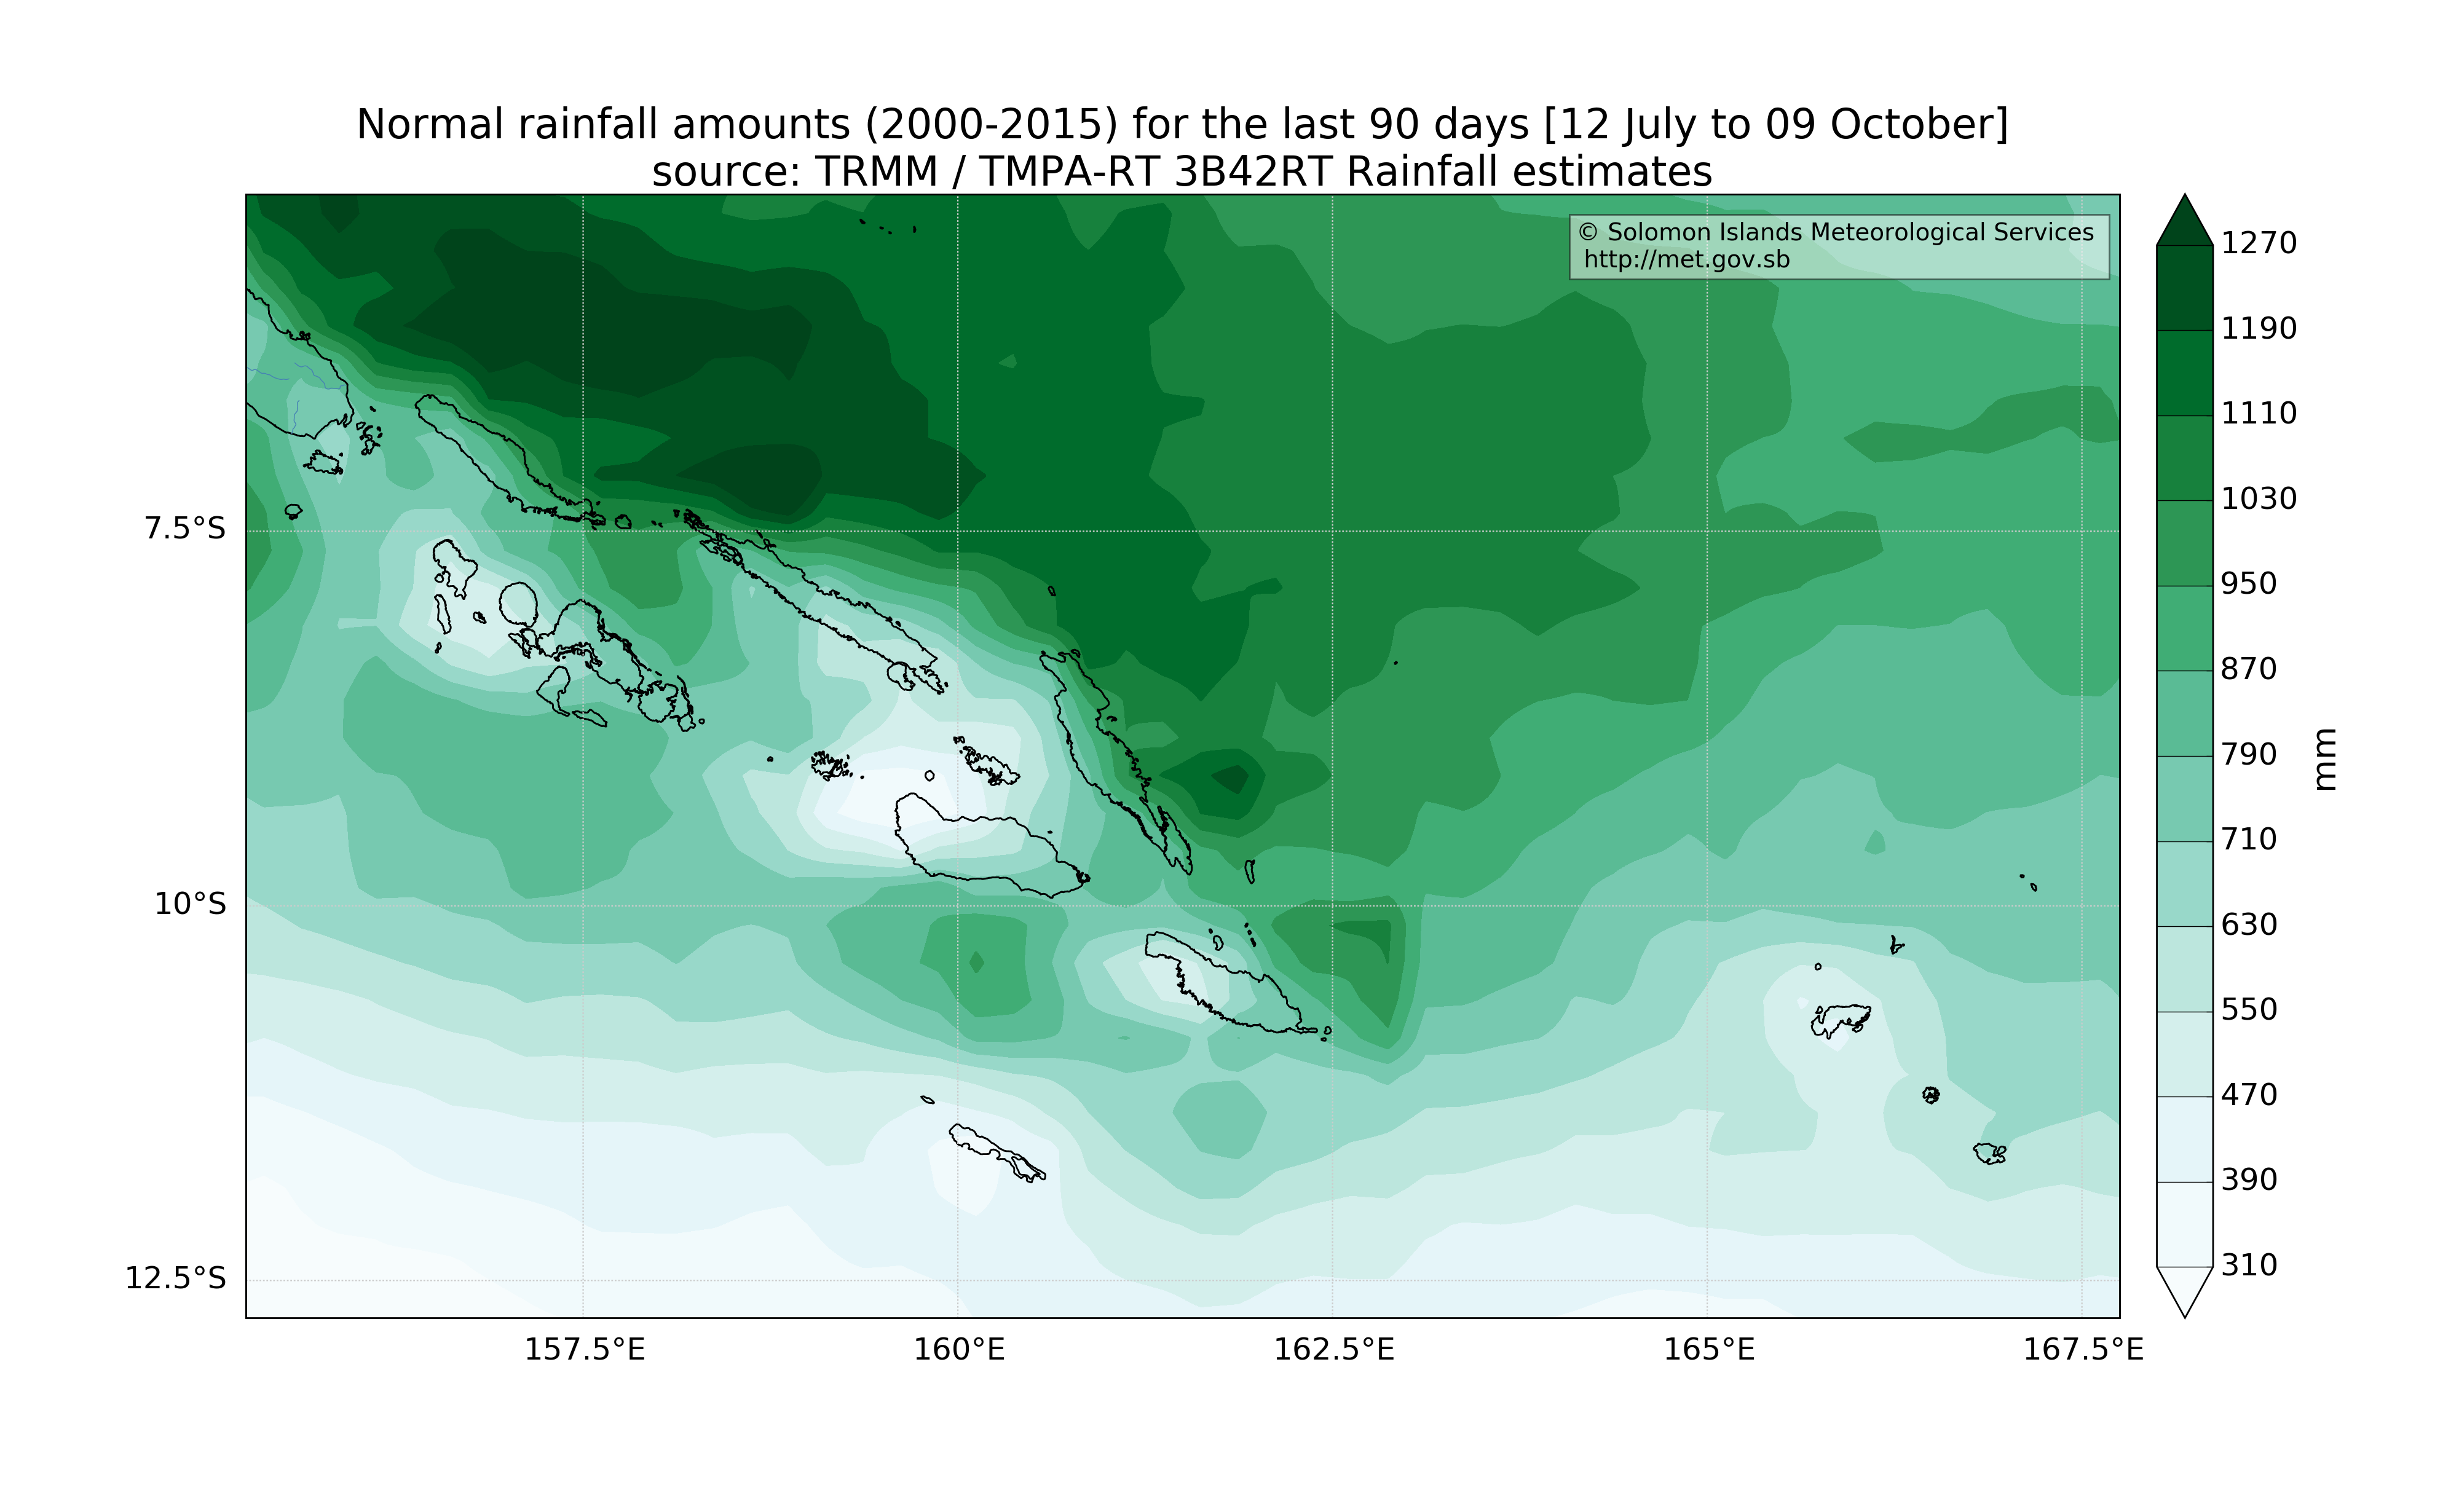 Normal rainfall amounts (2000-2015) for the last 90 days [12 July to 09 October]
source: TRMM / TMPA-RT 3B42RT Rainfall estimates
© Solomon Islands Meteorological Services
http://met.gov.sb
7.5°S
10°S
12.5°S
157.5°E
160°E
162.5°E
165°E
167.5°E
1270
1190
1110
1030
950
870
790
710
630
550
470
390
310
mm